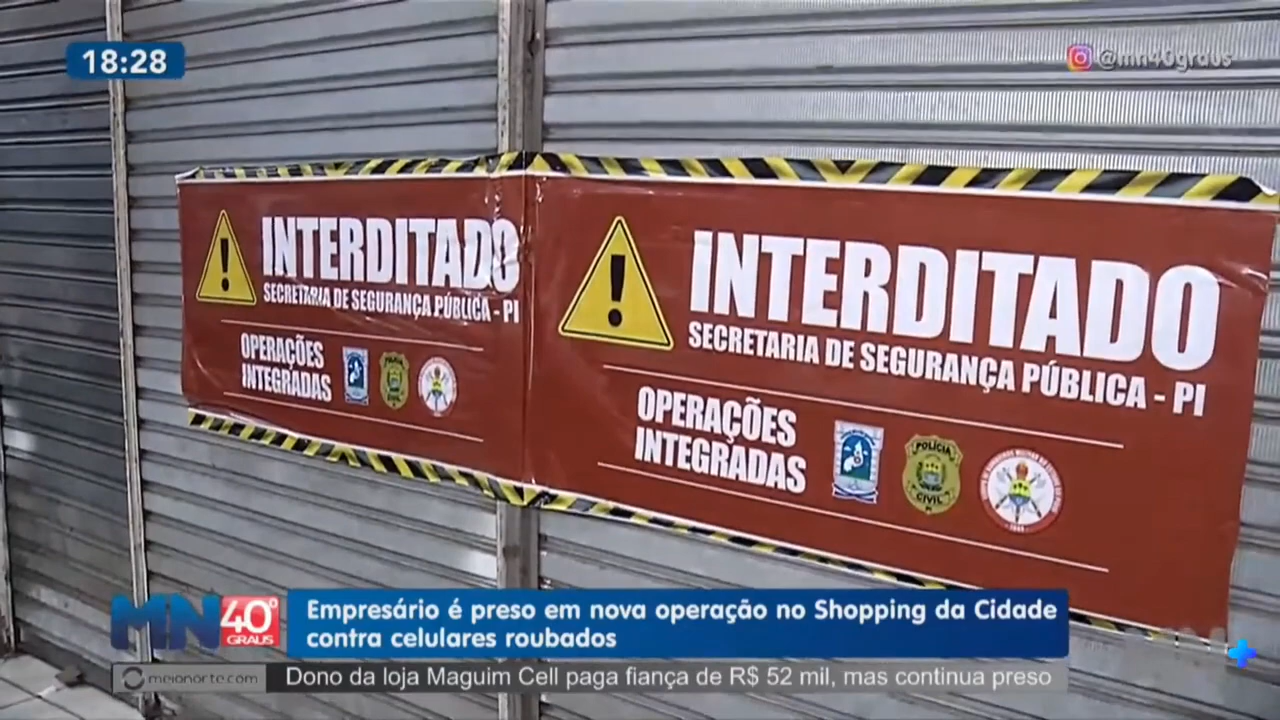 18:28
@mn40graus
INTERDITADO
SECRETARIA DE SEGURANÇA PÚBLICA - PI
OPERAÇÕES
INTEGRADAS
INTERDITADO
SECRETARIA DE SEGURANÇA PÚBLICA - PI
OPERAÇÕES
INTEGRADAS
POLÍCIA
CIVIL
MN 40°
GRAUS
Empresário é preso em nova operação no Shopping da Cidade
contra celulares roubados
meionorte.com
Dono da loja Maguim Cell paga fiança de R$ 52 mil, mas continua preso